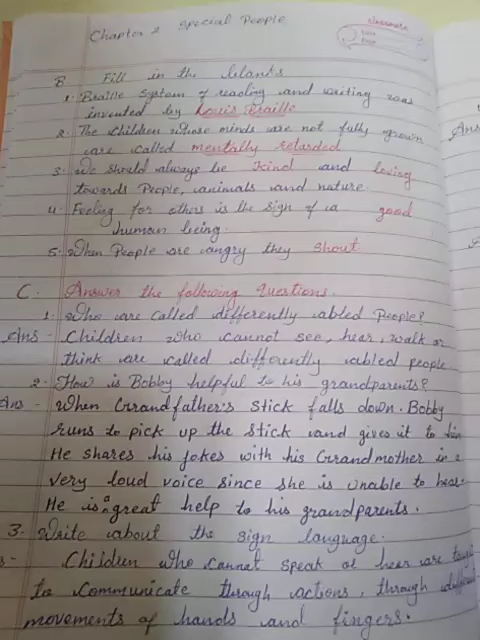 Chapter 2 Special People
classmate
Date
Page
B Fill in the blanks
1. Braille system of reading and writing was
invented by Louis Braille
2. The children whose minds are not fully grown
are called mentally retarded
3. We should always be kind and loving
towards People, animals and nature
4. Feeling for others is the sign of a good
human being.
5. When People are angry they shout
C. Answer the following questions.
1. Who are called differently abled People?
Ans - Children who cannot see, hear, walk or
think are called differently abled people
2. How is Bobby helpful to his grandparents?
Ans - When Grandfather's stick falls down. Bobby
runs to pick up the stick and gives it to him
He shares his jokes with his Grandmother in a
very loud voice since she is unable to hear.
He is a great help to his grandparents.
3. Write about the sign language.
Children who cannot speak or hear are
to communicate through actions, through
movements of hands and fingers.